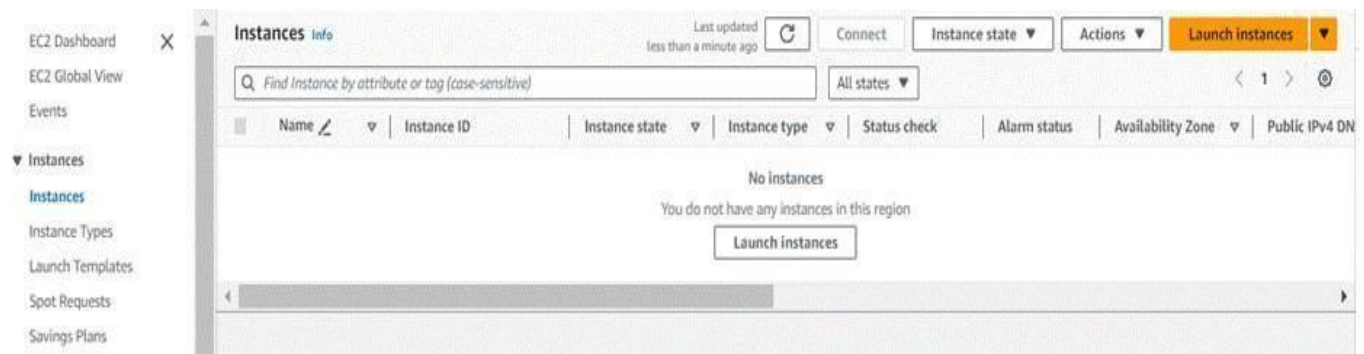 EC2 Dashboard
EC2 Global View
Events
Instances
Instances
Instance Types
Launch Templates
Spot Requests
Savings Plans
Instances Info
Last updated
less than a minute ago
Connect
Instance state
Actions
Launch instances
Find Instance by attribute or tag (case-sensitive)
All states
1
Name
Instance ID
Instance state
Instance type
Status check
Alarm status
Availability Zone
Public IPv4 DN
No instances
You do not have any instances in this region
Launch instances